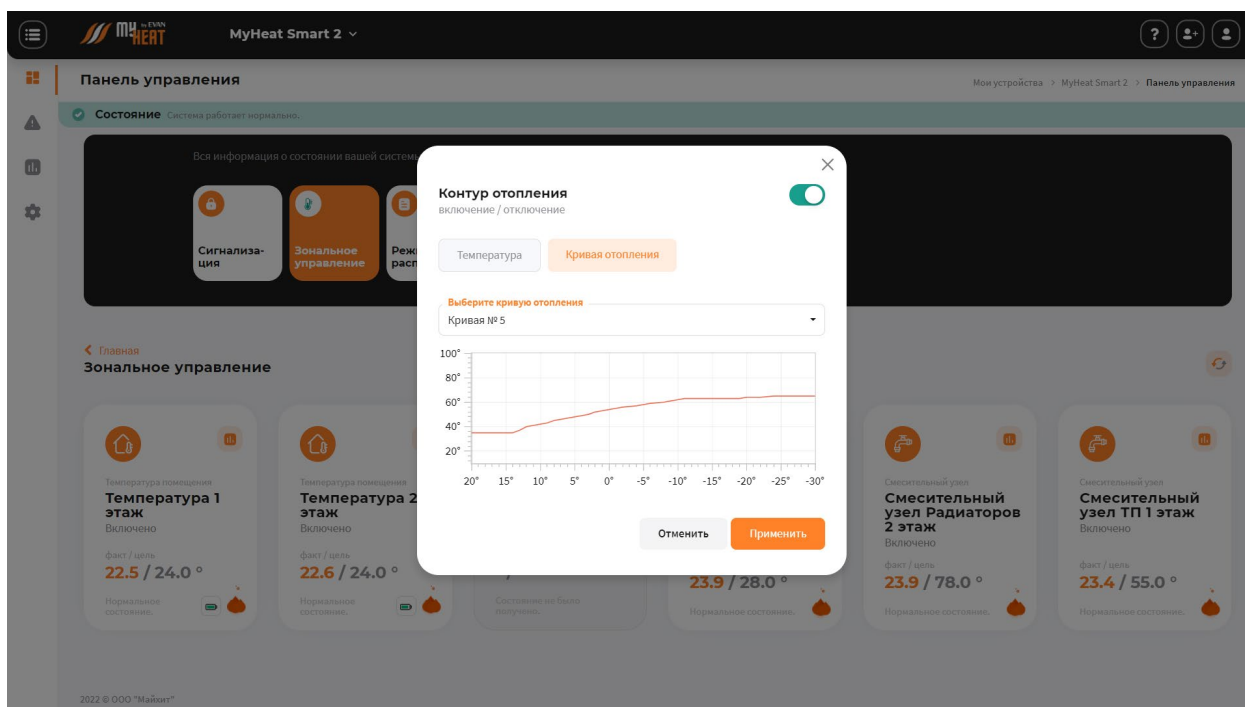 MYHEAT by EVAN
MyHeat Smart 2
?
Панель управления
Мои устройства > MyHeat Smart 2 > Панель управления
Состояние Система работает нормально.
Вся информация о состоянии вашей
Сигнализа-
ция
Зональное
управление
Контур отопления
включение / отключение
Температура
Кривая отопления
Выберите кривую отопления
Кривая № 5
100°
80°
60°
40°
20°
20° 15° 10° 5° 0° -5° -10° -15° -20° -25° -30°
Отменить
Применить
Главная
Зональное управление
Температура помещения
Температура 1
этаж
Включено
факт / цель
22.5 / 24.0 °
Нормальное
состояние.
Температура помещения
Температура 2
этаж
Включено
факт / цель
22.6 / 24.0 °
Нормальное
состояние.
/
Состояние не было
получено.
23.9 / 28.0 °
Нормальное состояние.
Смесительный узел
Смесительный
узел Радиаторов
2 этаж
Включено
факт / цель
23.9 / 78.0 °
Нормальное состояние.
Смесительный узел
Смесительный
узел ТП 1 этаж
Включено
факт / цель
23.4 / 55.0 °
Нормальное состояние.
2022 © ООО "Майхит"